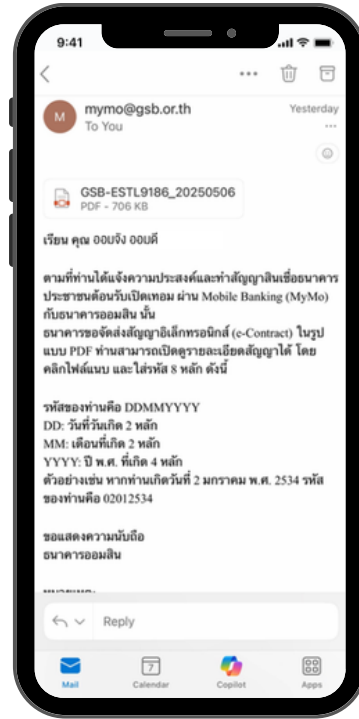 9:41
M
mymo@gsb.or.th
Yesterday
To You
GSB-ESTL9186_20250506
PDF - 706 KB
เรียน คุณ ออมจัง ออมดี
ตามที่ท่านได้แจ้งความประสงค์และทำสัญญาสินเชื่อธนาคาร
ประชาชนต้อนรับเปิดเทอม ผ่าน Mobile Banking (MyMo)
กับธนาคารออมสิน นั้น
ธนาคารขอจัดส่งสัญญาอิเล็กทรอนิกส์ (e-Contract) ในรูป
แบบ PDF ท่านสามารถเปิดดูรายละเอียดสัญญาได้ โดย
คลิกไฟล์แนบ และใส่รหัส 8 หลัก ดังนี้
รหัสของท่านคือ DDMMYYYY
DD: วันที่วันเกิด 2 หลัก
MM: เดือนที่เกิด 2 หลัก
YYYY: ปี พ.ศ. ที่เกิด 4 หลัก
ตัวอย่างเช่น หากท่านเกิดวันที่ 2 มกราคม พ.ศ. 2534 รหัส
ของท่านคือ 02012534
ขอแสดงความนับถือ
ธนาคารออมสิน
Reply
7
Mail
Calendar
Copilot
Apps